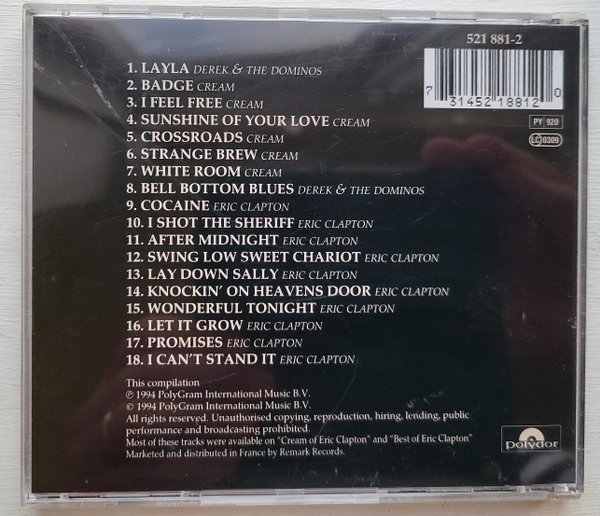 521 881-2
7 31452 18812 0
PY 920
LC 0309
1. LAYLA DEREK & THE DOMINOS
2. BADGE CREAM
3. I FEEL FREE CREAM
4. SUNSHINE OF YOUR LOVE CREAM
5. CROSSROADS CREAM
6. STRANGE BREW CREAM
7. WHITE ROOM CREAM
8. BELL BOTTOM BLUES DEREK & THE DOMINOS
9. COCAINE ERIC CLAPTON
10. I SHOT THE SHERIFF ERIC CLAPTON
11. AFTER MIDNIGHT ERIC CLAPTON
12. SWING LOW SWEET CHARIOT ERIC CLAPTON
13. LAY DOWN SALLY ERIC CLAPTON
14. KNOCKIN' ON HEAVENS DOOR ERIC CLAPTON
15. WONDERFUL TONIGHT ERIC CLAPTON
16. LET IT GROW ERIC CLAPTON
17. PROMISES ERIC CLAPTON
18. I CAN'T STAND IT ERIC CLAPTON
This compilation
℗ 1994 PolyGram International Music B.V.
© 1994 PolyGram International Music B.V.
All rights reserved. Unauthorised copying, reproduction, hiring, lending, public
performance and broadcasting prohibited.
Most of these tracks were available on "Cream of Eric Clapton" and "Best of Eric Clapton"
Marketed and distributed in France by Remark Records.
polydor